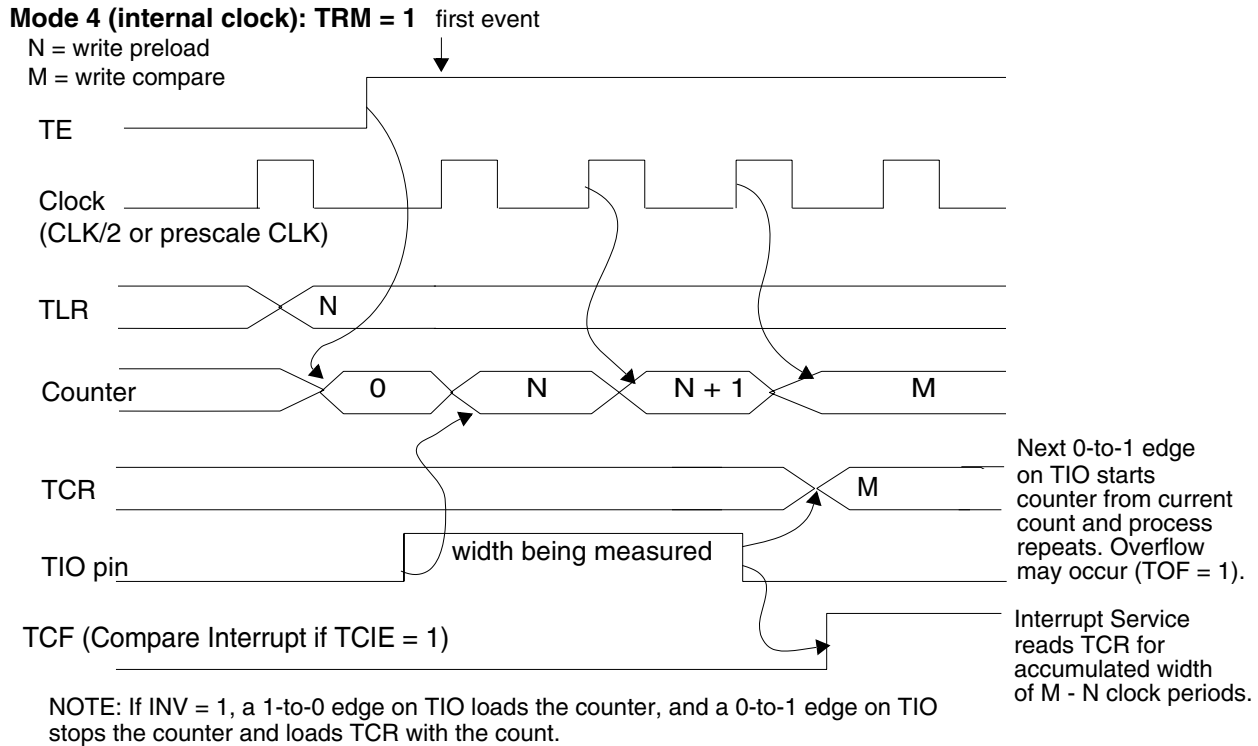 Mode 4 (internal clock): TRM = 1 first event
N = write preload
M = write compare
TE
Clock
(CLK/2 or prescale CLK)
TLR
N
Counter
0
N
N + 1
M
TCR
M
TIO pin
width being measured
Next 0-to-1 edge
on TIO starts
counter from current
count and process
repeats. Overflow
may occur (TOF = 1).
TCF (Compare Interrupt if TCIE = 1)
Interrupt Service
reads TCR for
accumulated width
of M - N clock periods.
NOTE: If INV = 1, a 1-to-0 edge on TIO loads the counter, and a 0-to-1 edge on TIO
stops the counter and loads TCR with the count.